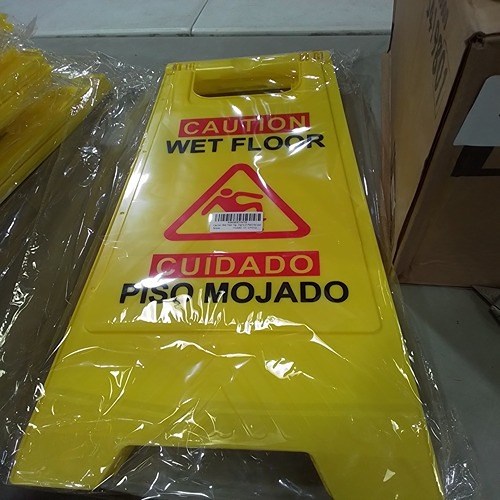 CAUTION
WET FLOOR
CUIDADO
PISO MOJADO